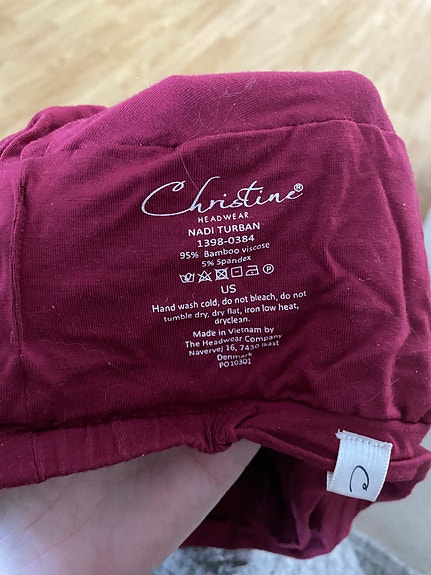 Christine®
HEADWEAR
NADI TURBAN
1398-0384
95% Bamboo viscose
5% Spandex
US
Hand wash cold, do not bleach, do not
tumble dry, dry flat, iron low heat,
dryclean.
Made in Vietnam by
The Headwear Company
Navervej 16, 7430 Ikast
Denmark
PO10301
C